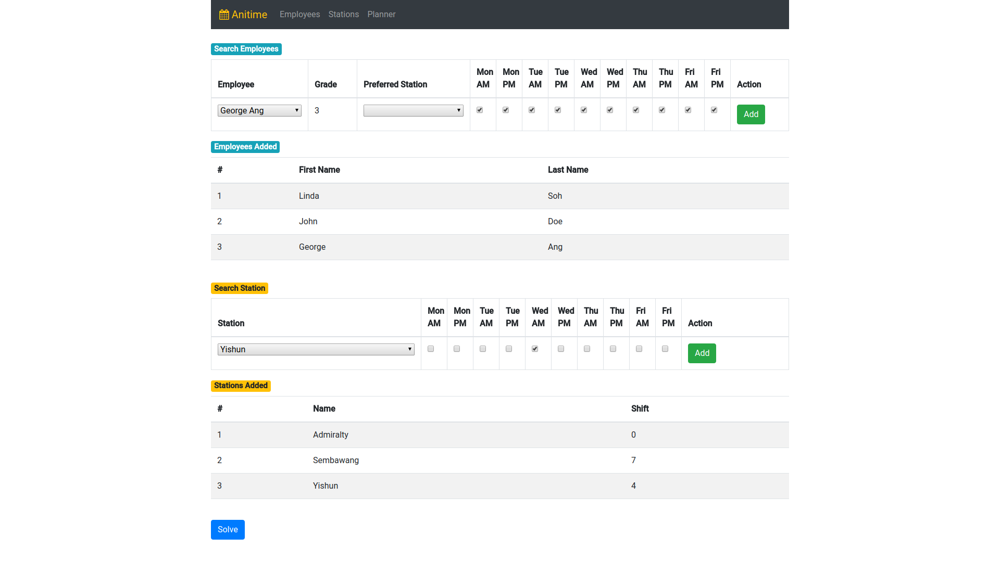 Anitime Employees Stations Planner
Search Employees
Employee Grade Preferred Station Mon AM Mon PM Tue AM Tue PM Wed AM Wed PM Thu AM Thu PM Fri AM Fri PM Action
George Ang 3 Add
Employees Added
# First Name Last Name
1 Linda Soh
2 John Doe
3 George Ang
Search Station
Station Mon AM Mon PM Tue AM Tue PM Wed AM Wed PM Thu AM Thu PM Fri AM Fri PM Action
Yishun Add
Stations Added
# Name Shift
1 Admiralty 0
2 Sembawang 7
3 Yishun 4
Solve